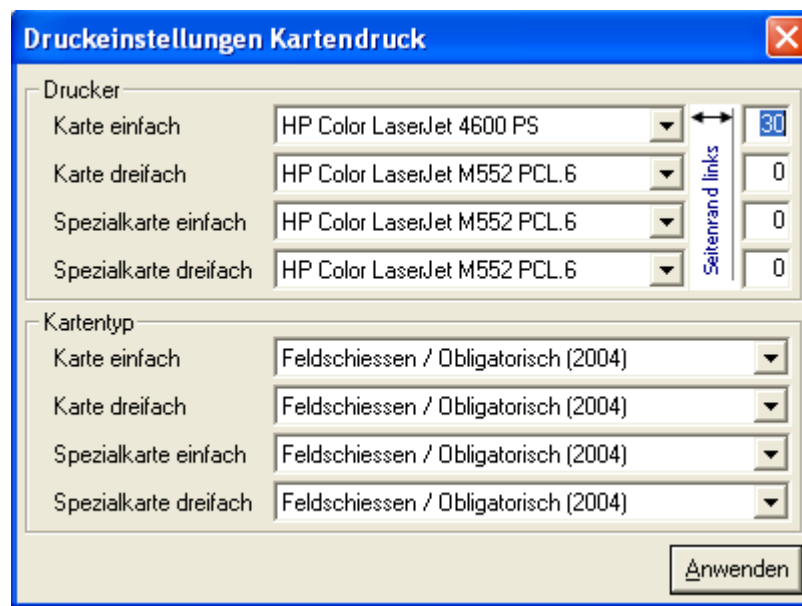 Druckeinstellungen Kartendruck
Drucker
Karte einfach HP Color LaserJet 4600 PS 30
Karte dreifach HP Color LaserJet M552 PCL.6 0
Spezialkarte einfach HP Color LaserJet M552 PCL.6 0
Spezialkarte dreifach HP Color LaserJet M552 PCL.6 0
Seitenrand links
Kartentyp
Karte einfach Feldschiessen / Obligatorisch (2004)
Karte dreifach Feldschiessen / Obligatorisch (2004)
Spezialkarte einfach Feldschiessen / Obligatorisch (2004)
Spezialkarte dreifach Feldschiessen / Obligatorisch (2004)
Anwenden